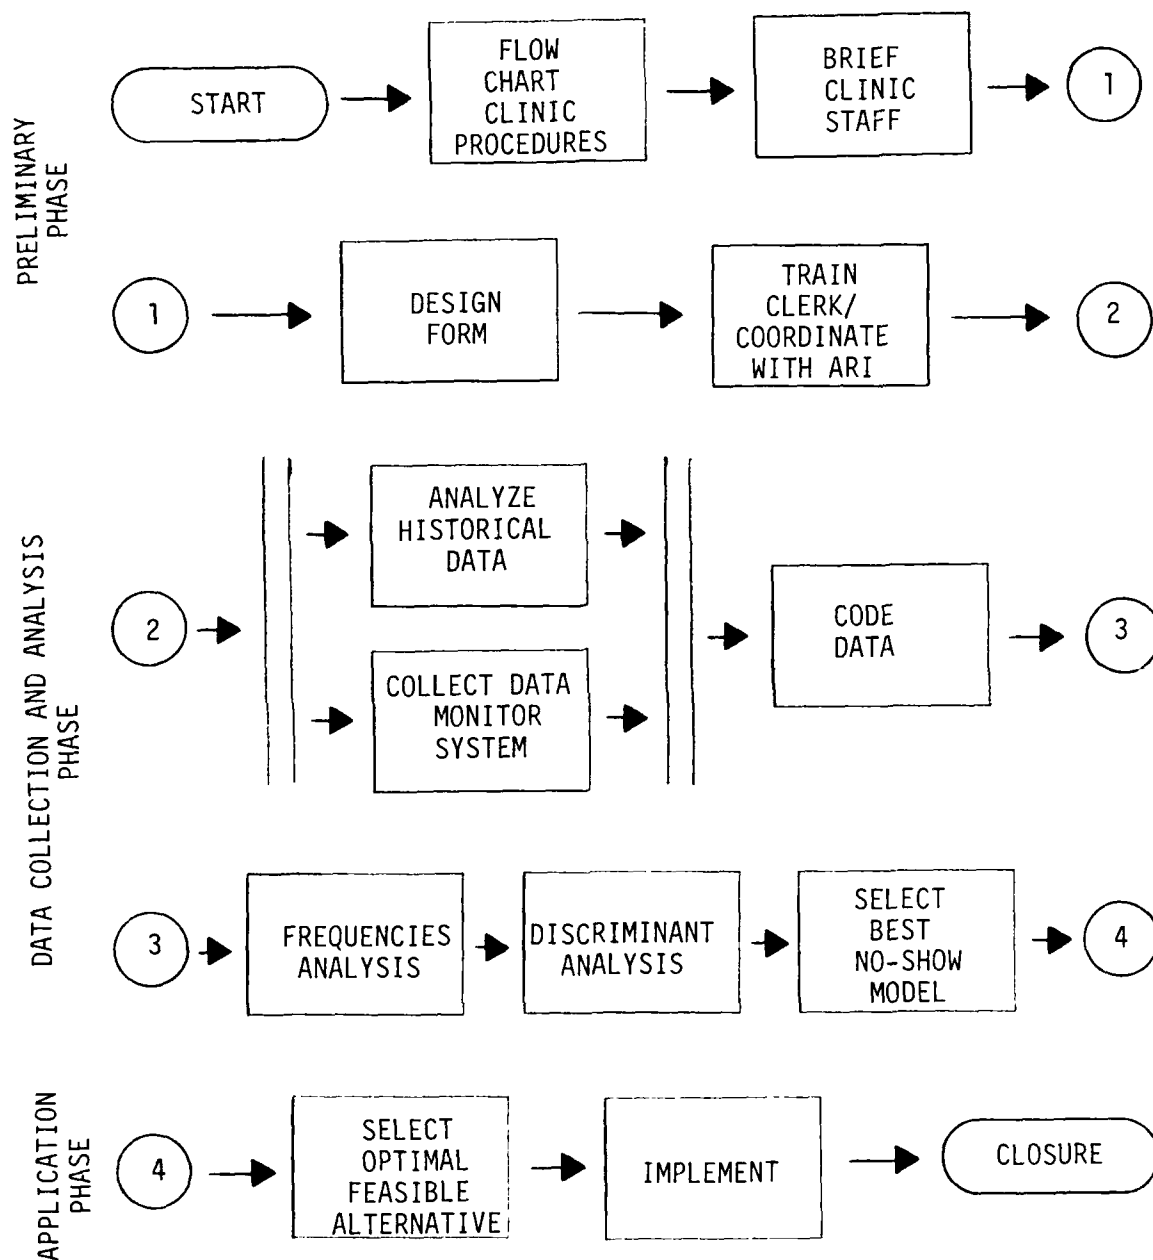 PRELIMINARY
PHASE
START
FLOW
CHART
CLINIC
PROCEDURES
BRIEF
CLINIC
STAFF
1
1
DESIGN
FORM
TRAIN
CLERK/
COORDINATE
WITH ARI
2
DATA COLLECTION AND ANALYSIS
PHASE
2
ANALYZE
HISTORICAL
DATA
COLLECT DATA
MONITOR
SYSTEM
CODE
DATA
3
3
FREQUENCIES
ANALYSIS
DISCRIMINANT
ANALYSIS
SELECT
BEST
NO-SHOW
MODEL
4
APPLICATION
PHASE
4
SELECT
OPTIMAL
FEASIBLE
ALTERNATIVE
IMPLEMENT
CLOSURE